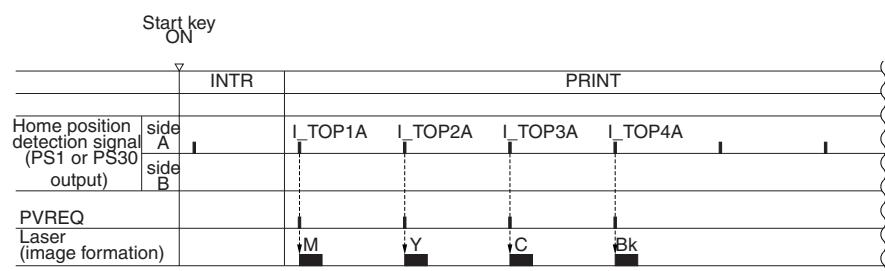 Start key
ON
INTR
PRINT
Home position
detection signal
(PS1 or PS30
output)
side
A
I_TOP1A
I_TOP2A
I_TOP3A
I_TOP4A
side
B
PVREQ
Laser
(image formation)
M
Y
C
Bk